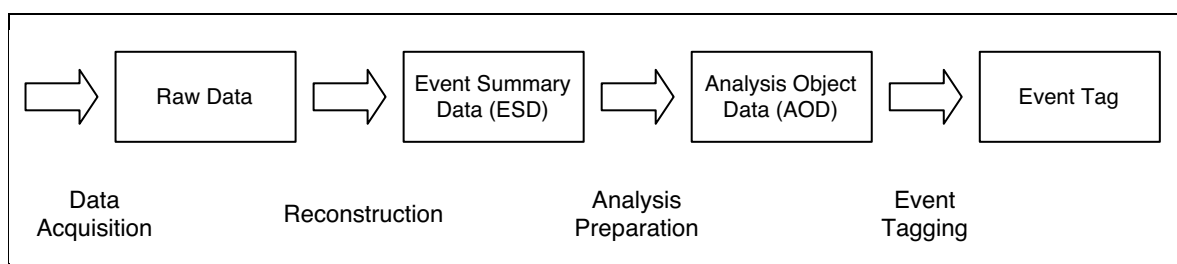 Raw Data
Event Summary
Data (ESD)
Analysis Object
Data (AOD)
Event Tag
Data
Acquisition
Reconstruction
Analysis
Preparation
Event
Tagging